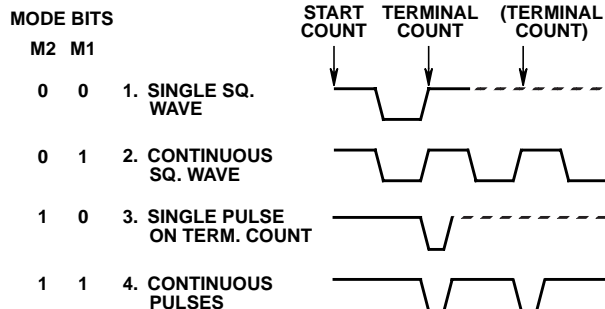 MODE BITS
M2 M1
START COUNT
TERMINAL COUNT
(TERMINAL COUNT)
0 0 1. SINGLE SQ. WAVE
0 1 2. CONTINUOUS SQ. WAVE
1 0 3. SINGLE PULSE ON TERM. COUNT
1 1 4. CONTINUOUS PULSES